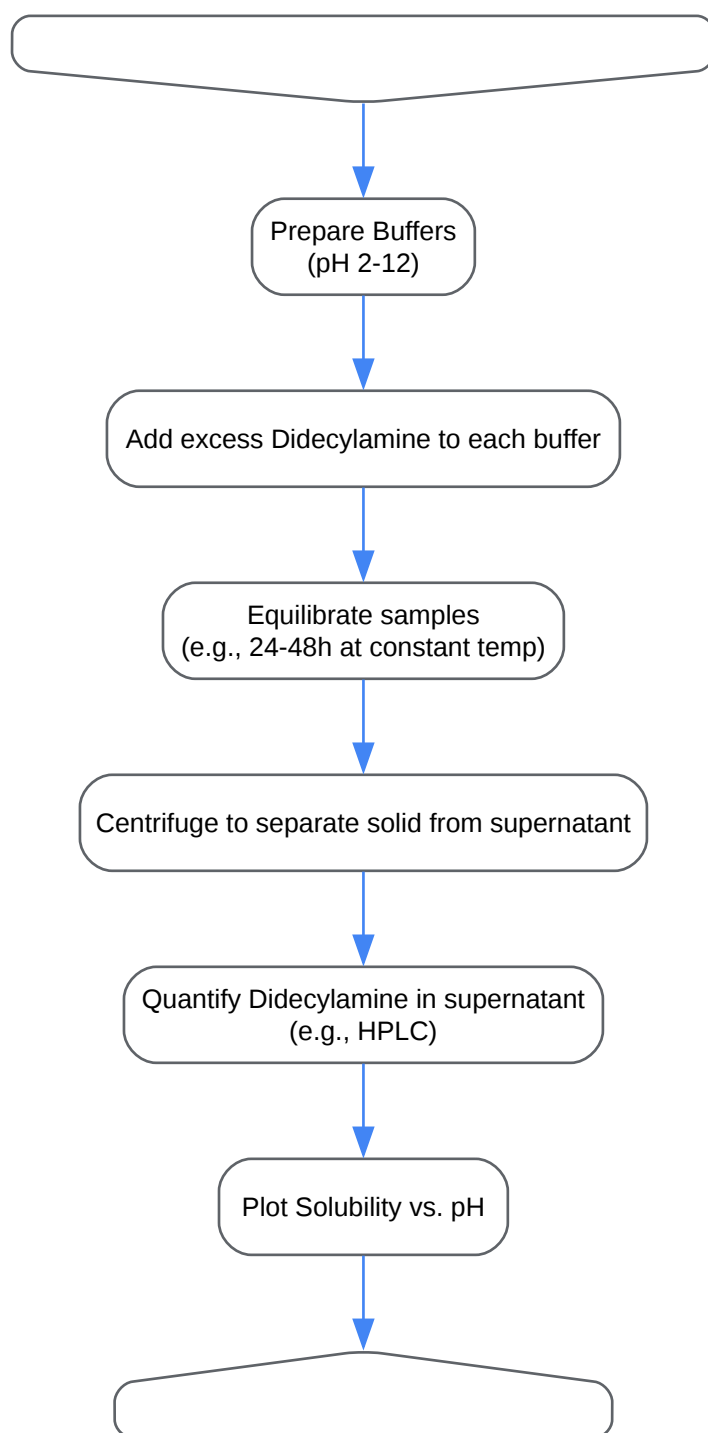 Prepare Buffers
(pH 2-12)
Add excess Didecylamine to each buffer
Equilibrate samples
(e.g., 24-48h at constant temp)
Centrifuge to separate solid from supernatant
Quantify Didecylamine in supernatant
(e.g., HPLC)
Plot Solubility vs. pH